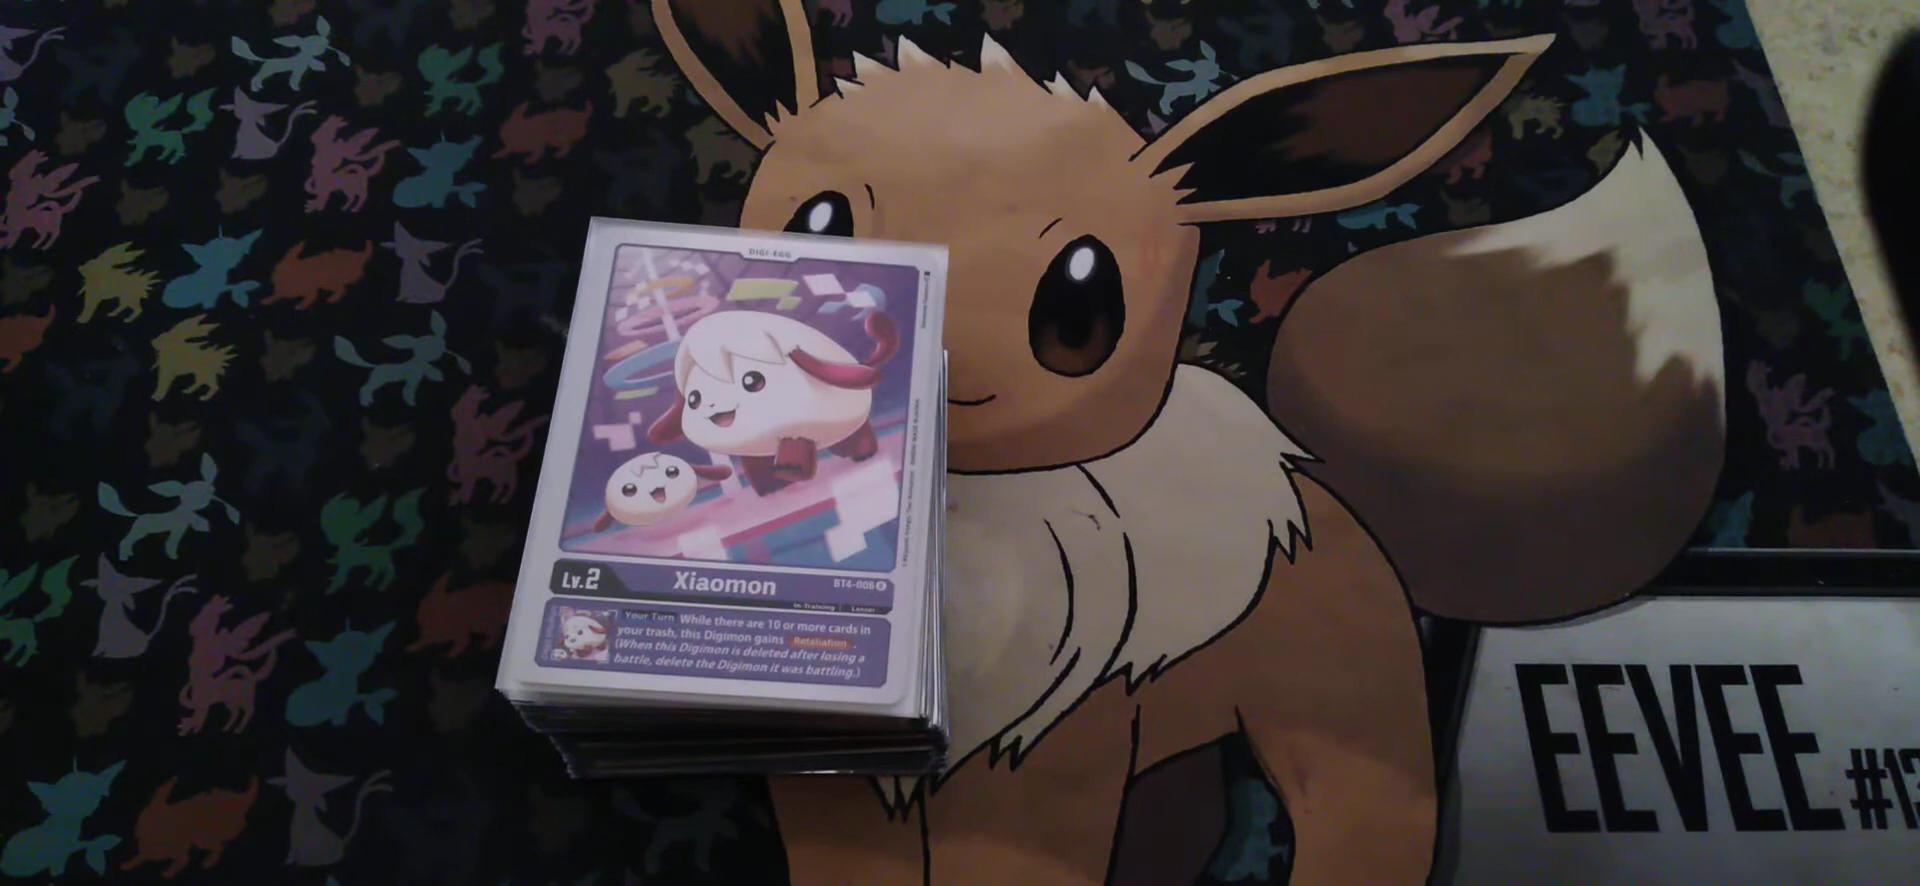 DIGI-EGG
Lv.2
Xiaomon
BT4-006
In-Training
Lesser
Your Turn While there are 10 or more cards in
your trash, this Digimon gains Retaliation.
(When this Digimon is deleted after losing a
battle, delete the Digimon it was battling.)
EEVEE #13